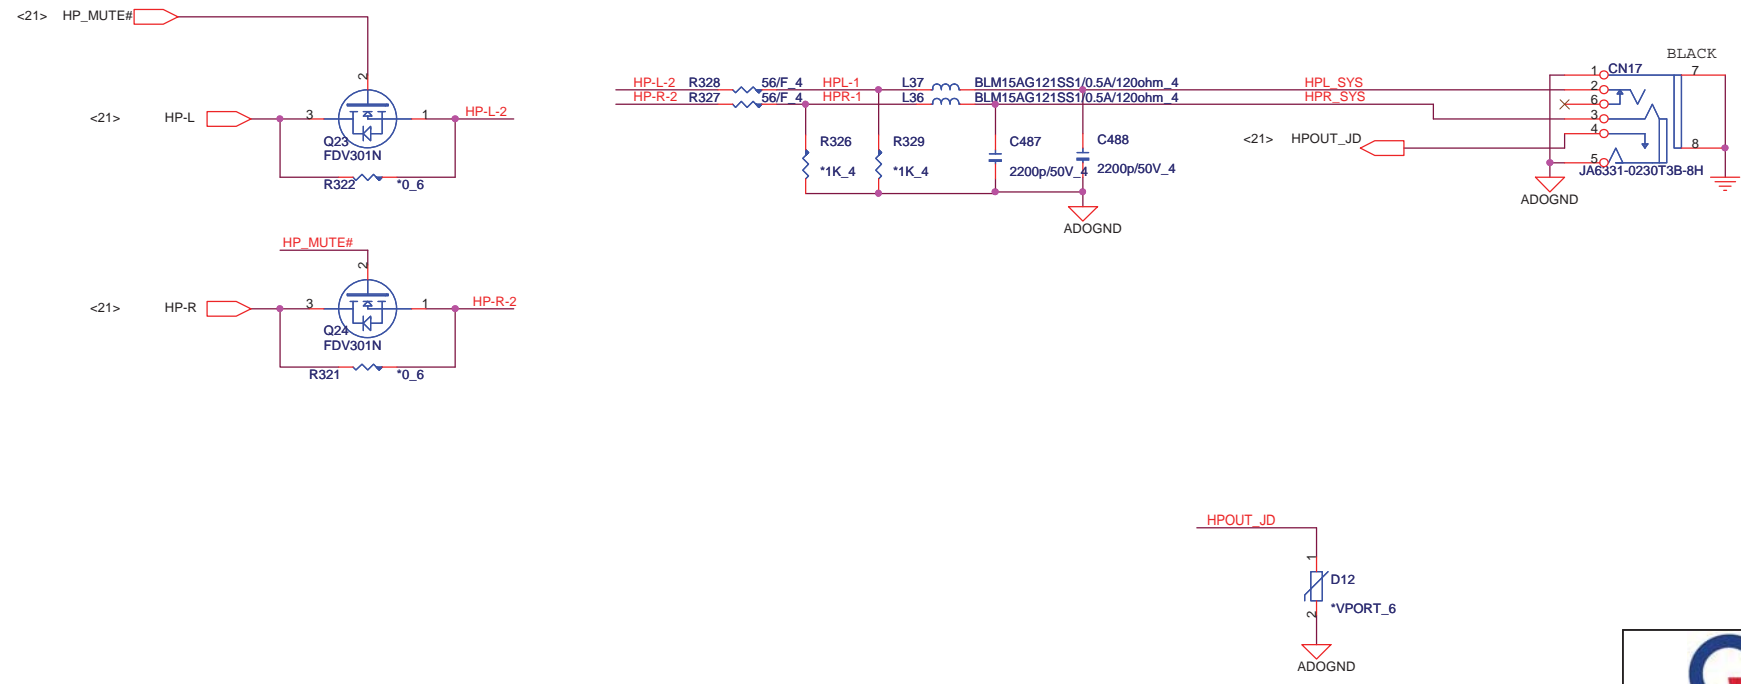 <21> HP_MUTE#
2
<21> HP-L 3 1 HP-L-2
Q23
FDV301N
R322 *0_6
HP_MUTE#
2
<21> HP-R 3 1 HP-R-2
Q24
FDV301N
R321 *0_6
HP-L-2 R328 56/F_4 HPL-1 L37 BLM15AG121SS1/0.5A/120ohm_4 HPL_SYS
HP-R-2 R327 56/F_4 HPR-1 L36 BLM15AG121SS1/0.5A/120ohm_4 HPR_SYS
R326 R329 C487 C488
*1K_4 *1K_4 2200p/50V_4 2200p/50V_4
ADOGND
<21> HPOUT_JD
BLACK
1 CN17 7
2
6
3
4 8
5
JA6331-0230T3B-8H
ADOGND
HPOUT_JD
1
D12
*VPORT_6
2
ADOGND